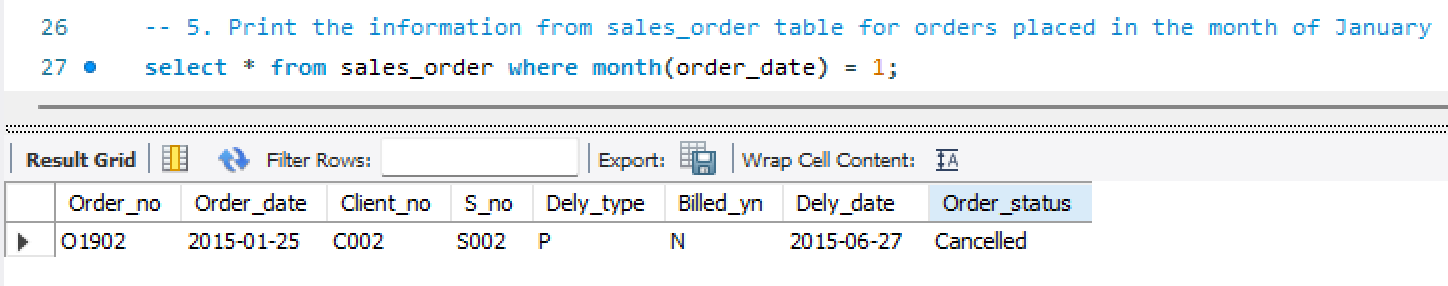 26 -- 5. Print the information from sales_order table for orders placed in the month of January
27 select * from sales_order where month(order_date) = 1;
Result Grid Filter Rows: Export: Wrap Cell Content: IA
Order_no Order_date Client_no S_no Dely_type Billed_yn Dely_date Order_status
O1902 2015-01-25 C002 S002 P N 2015-06-27 Cancelled